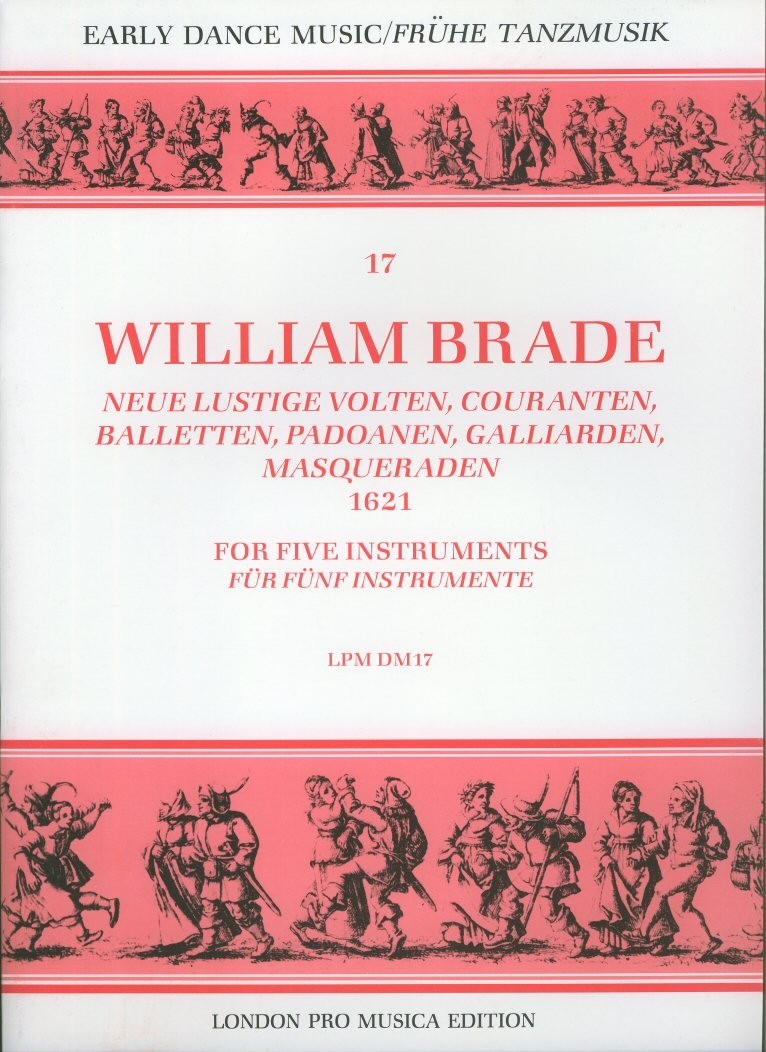 EARLY DANCE MUSIC/FRÜHE TANZMUSIK
17
WILLIAM BRADE
NEUE LUSTIGE VOLTEN, COURANTEN,
BALLETTEN, PADOANEN, GALLIARDEN,
MASQUERADEN
1621
FOR FIVE INSTRUMENTS
FÜR FÜNF INSTRUMENTE
LPM DM17
LONDON PRO MUSICA EDITION